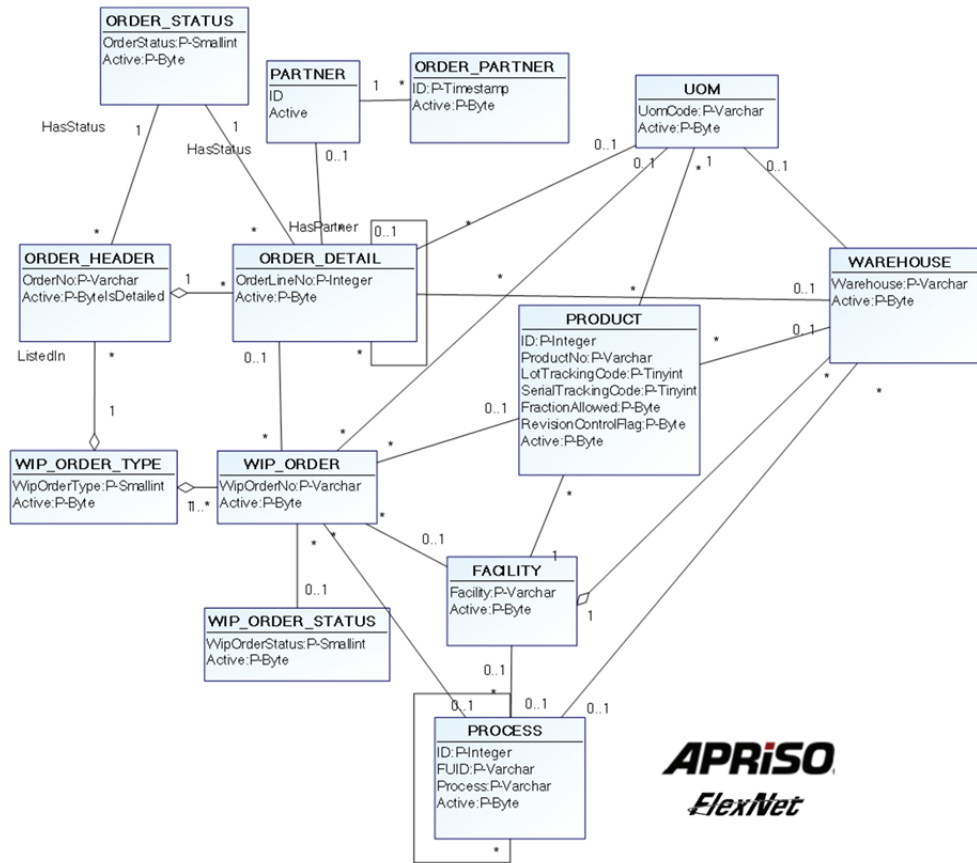 ORDER_STATUS
OrderStatus:P-Smallint
Active:P-Byte
PARTNER
ID
Active
1
*
ORDER_PARTNER
ID:P-Timestamp
Active:P-Byte
UOM
UomCode:P-Varchar
Active:P-Byte
HasStatus
1
1
HasStatus
0..1
0..1
0..1
*
1
0..1
*
*
HasPartner
*
0..1
*
ORDER_HEADER
OrderNo:P-Varchar
Active:P-ByteIsDetailed
1
*
ORDER_DETAIL
OrderLineNo:P-Integer
Active:P-Byte
*
*
0..1
WAREHOUSE
Warehouse:P-Varchar
Active:P-Byte
ListedIn
*
0..1
*
PRODUCT
ID:P-Integer
ProductNo:P-Varchar
LotTrackingCode:P-Tinyint
SerialTrackingCode:P-Tinyint
FractionAllowed:P-Byte
RevisionControlFlag:P-Byte
Active:P-Byte
*
0..1
*
*
1
0..1
*
*
*
WIP_ORDER_TYPE
WipOrderType:P-Smallint
Active:P-Byte
11..*
WIP_ORDER
WipOrderNo:P-Varchar
Active:P-Byte
*
*
*
*
0..1
1
FACILITY
Facility:P-Varchar
Active:P-Byte
1
0..1
WIP_ORDER_STATUS
WipOrderStatus:P-Smallint
Active:P-Byte
0..1
*
0..1
0..1
0..1
PROCESS
ID:P-Integer
FUID:P-Varchar
Process:P-Varchar
Active:P-Byte
*
APRiSO
FlexNet